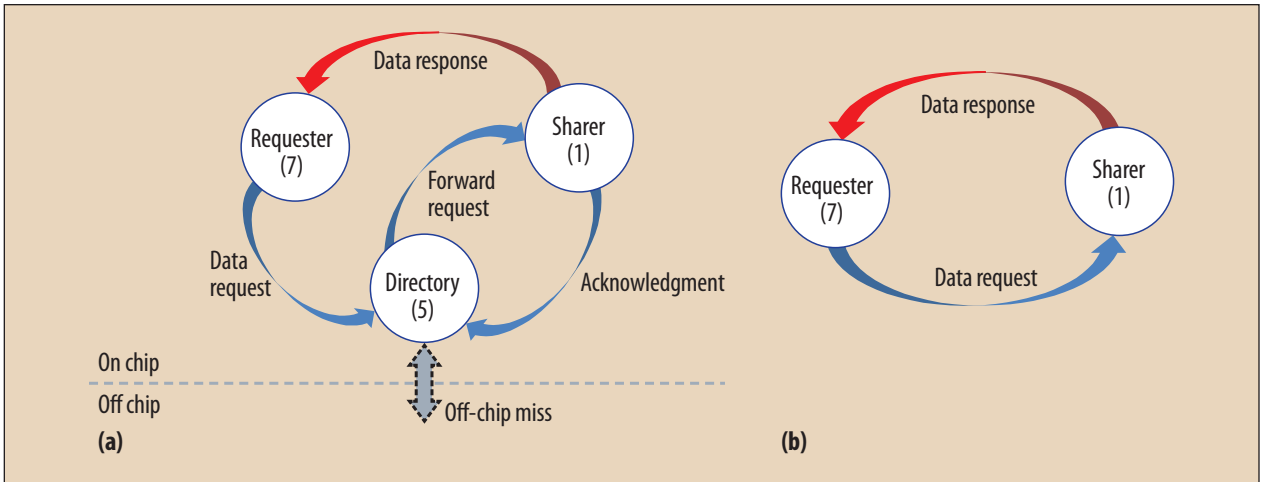 Data response
Requester
(7)
Sharer
(1)
Forward
request
Data
request
Directory
(5)
Acknowledgment
On chip
Off chip
Off-chip miss
(a)
Data response
Requester
(7)
Sharer
(1)
Data request
(b)